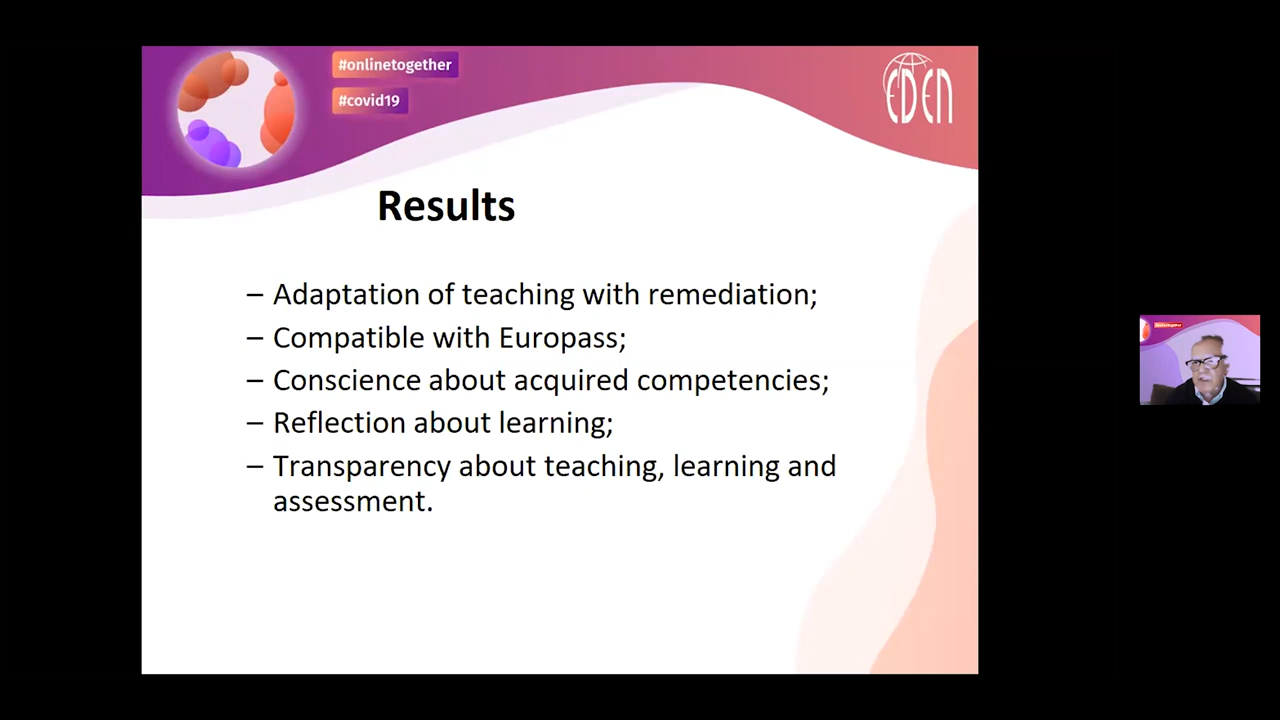 #onlinetogether
#covid19
EDEN
Results
– Adaptation of teaching with remediation;
– Compatible with Europass;
– Conscience about acquired competencies;
– Reflection about learning;
– Transparency about teaching, learning and
assessment.